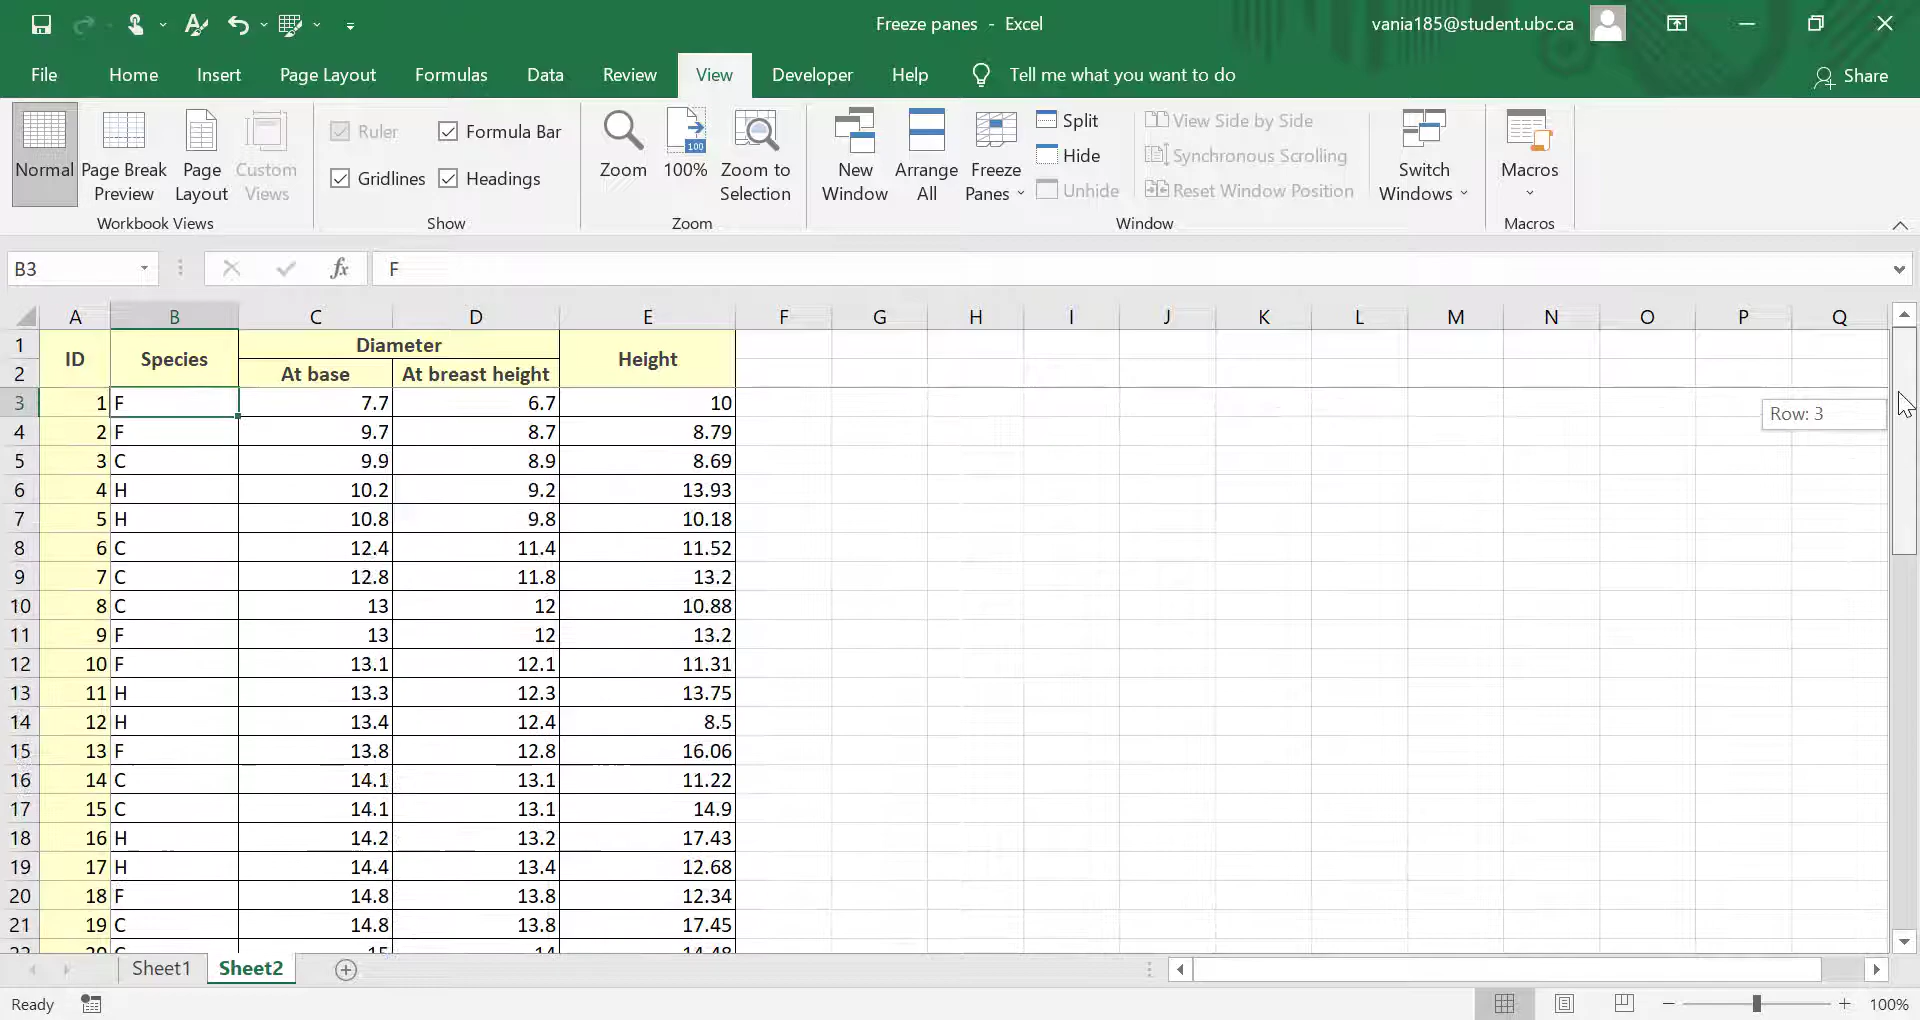 Freeze panes - Excel
vania185@student.ubc.ca
File Home Insert Page Layout Formulas Data Review View Developer Help Tell me what you want to do Share
Normal
Page Break Preview
Page Layout
Custom Views
Workbook Views
Ruler Formula Bar
Gridlines Headings
Show
Zoom
100
100%
Zoom to Selection
Zoom
New Window
Arrange All
Freeze Panes
Split
Hide
Unhide
View Side by Side
Synchronous Scrolling
Reset Window Position
Switch Windows
Window
Macros
Macros
B3 fx F
A B C D E F G H I J K L M N O P Q
1 ID Species Diameter Height
2 At base At breast height
3 1 F 7.7 6.7 10
Row: 3
4 2 F 9.7 8.7 8.79
5 3 C 9.9 8.9 8.69
6 4 H 10.2 9.2 13.93
7 5 H 10.8 9.8 10.18
8 6 C 12.4 11.4 11.52
9 7 C 12.8 11.8 13.2
10 8 C 13 12 10.88
11 9 F 13 12 13.2
12 10 F 13.1 12.1 11.31
13 11 H 13.3 12.3 13.75
14 12 H 13.4 12.4 8.5
15 13 F 13.8 12.8 16.06
16 14 C 14.1 13.1 11.22
17 15 C 14.1 13.1 14.9
18 16 H 14.2 13.2 17.43
19 17 H 14.4 13.4 12.68
20 18 F 14.8 13.8 12.34
21 19 C 14.8 13.8 17.45
Sheet1 Sheet2
Ready 100%